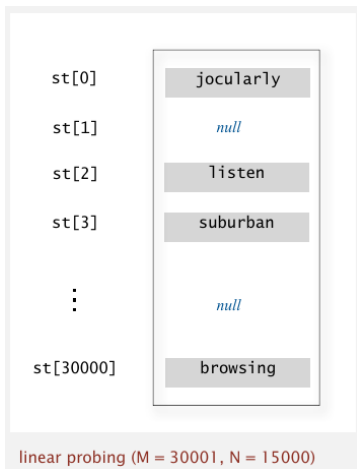 st[0] jocularly
st[1] null
st[2] listen
st[3] suburban
⋮ null
st[30000] browsing
linear probing (M = 30001, N = 15000)